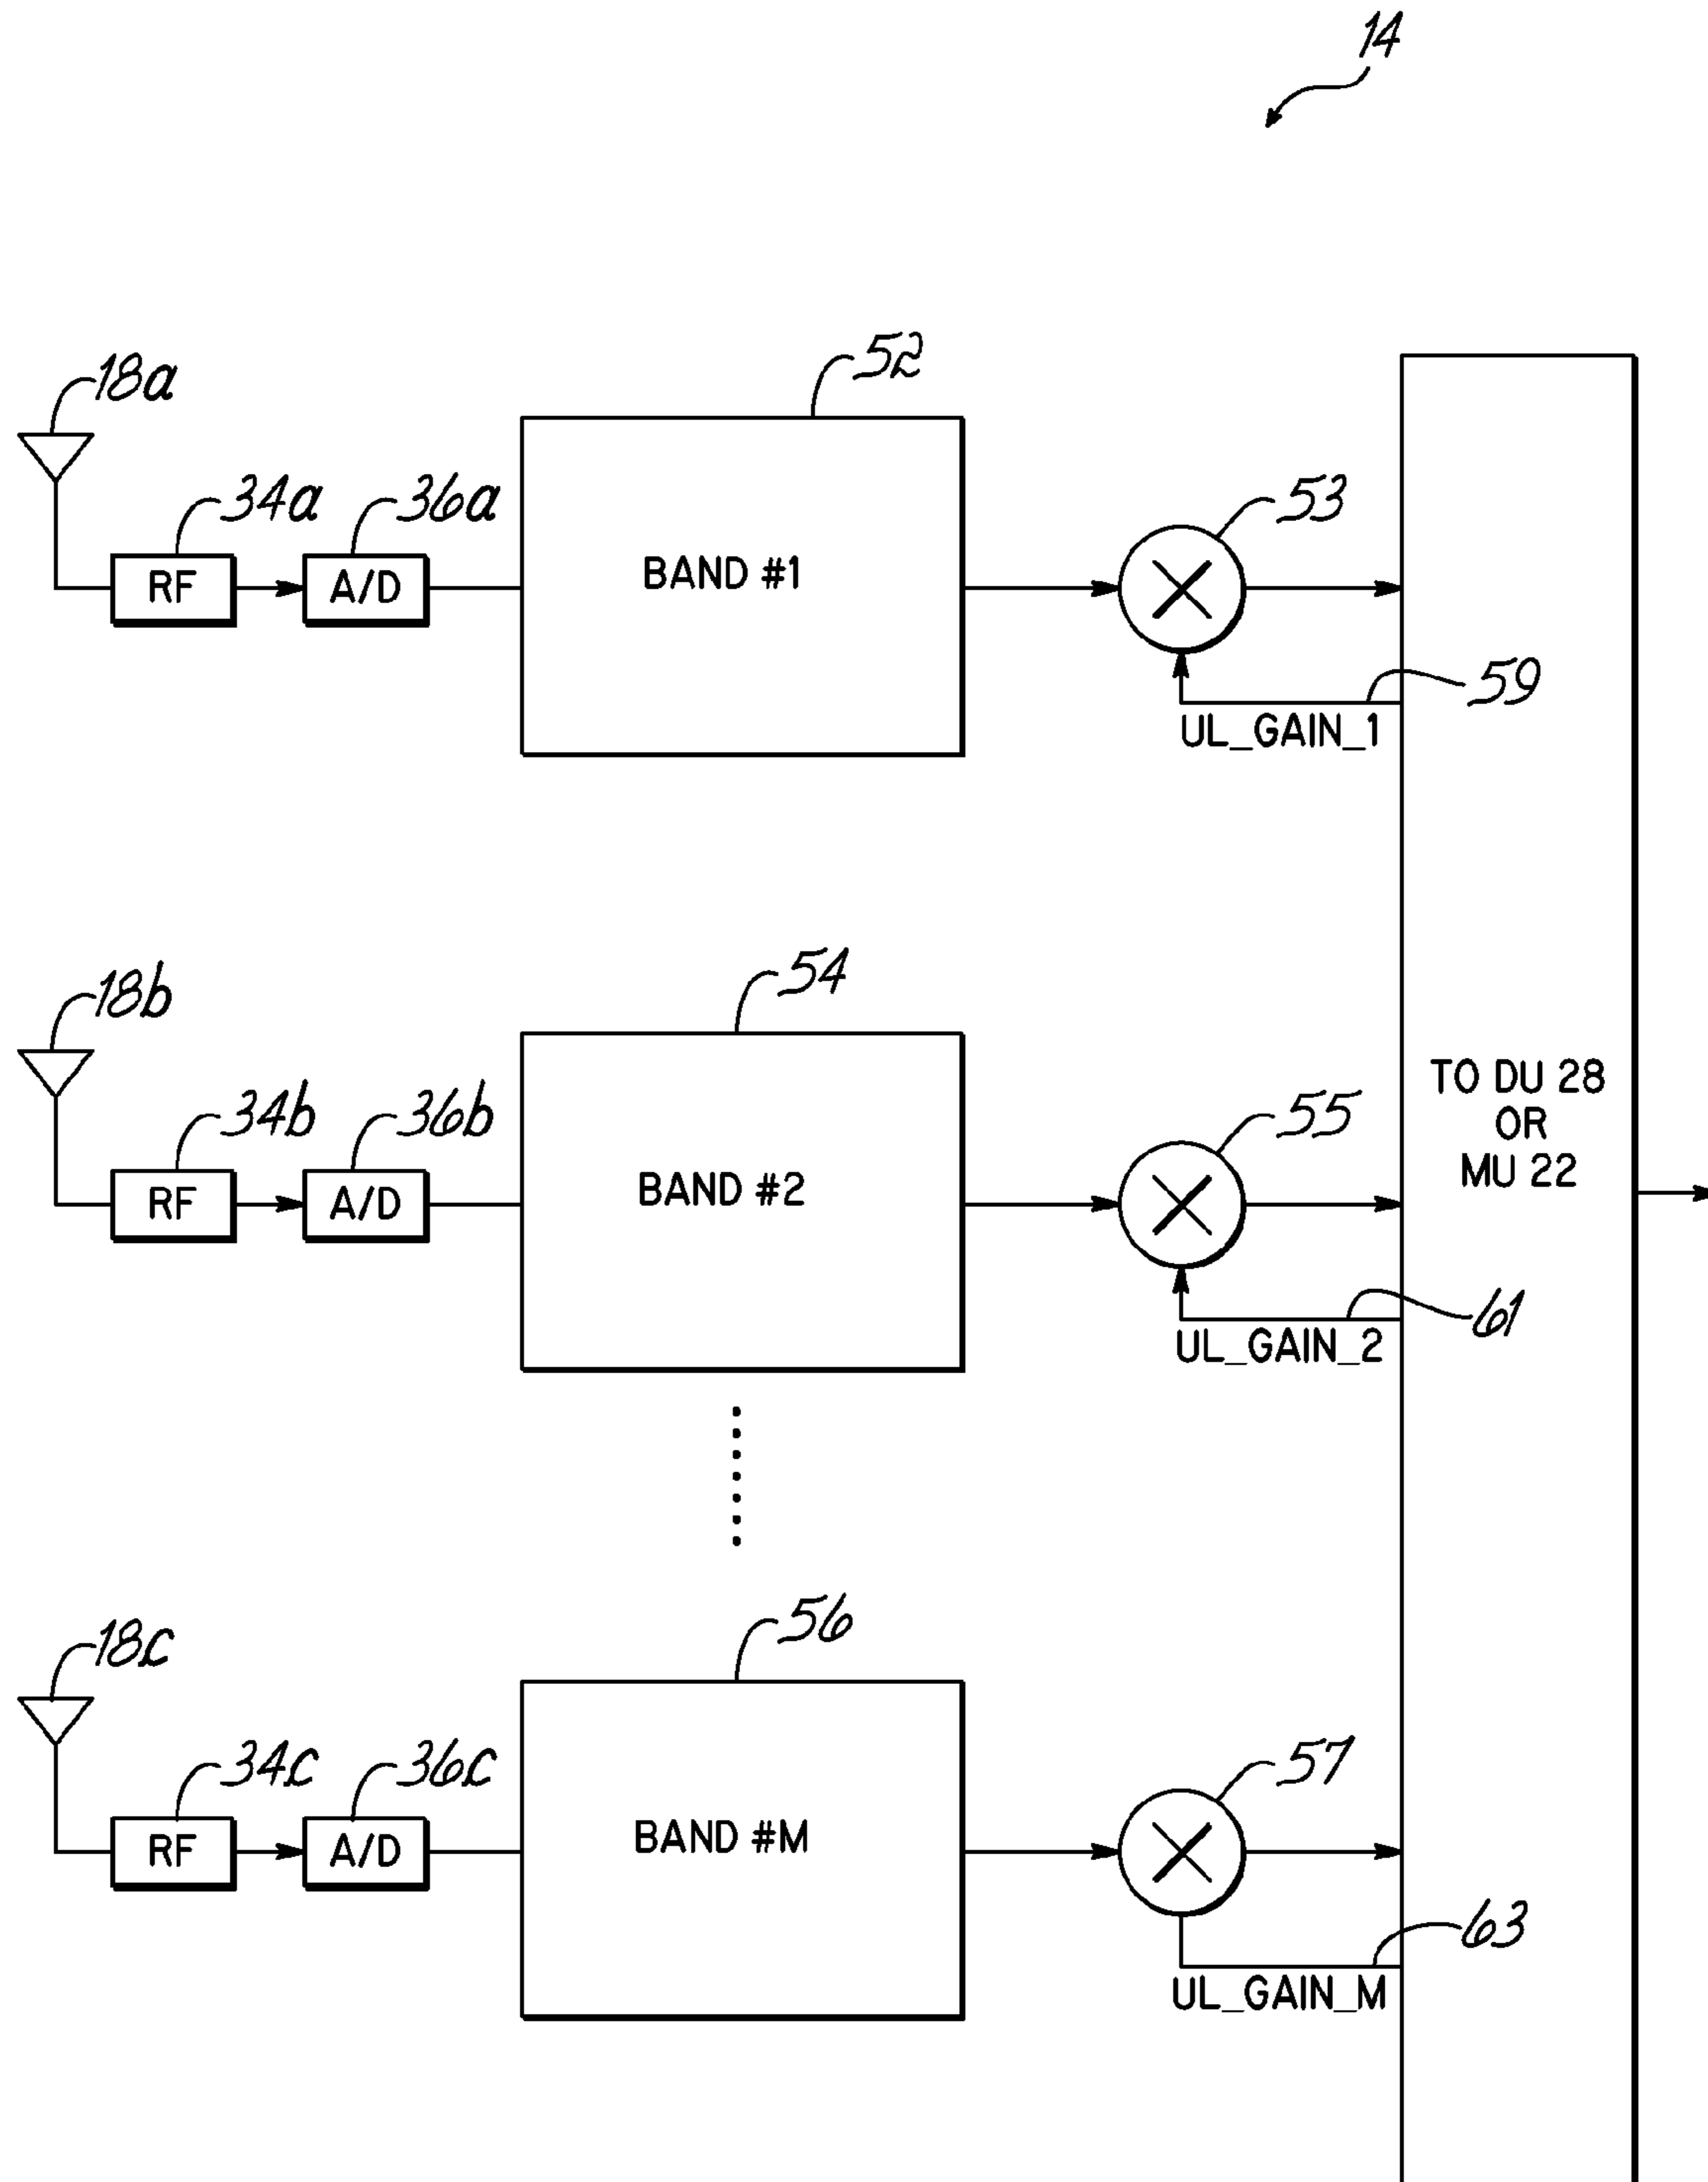 14
52
18a
34a
36a
53
RF
A/D
BAND #1
59
UL_GAIN_1
54
18b
34b
36b
55
TO DU 28
OR
MU 22
RF
A/D
BAND #2
61
UL_GAIN_2
56
18c
34c
36c
57
RF
A/D
BAND #M
63
UL_GAIN_M